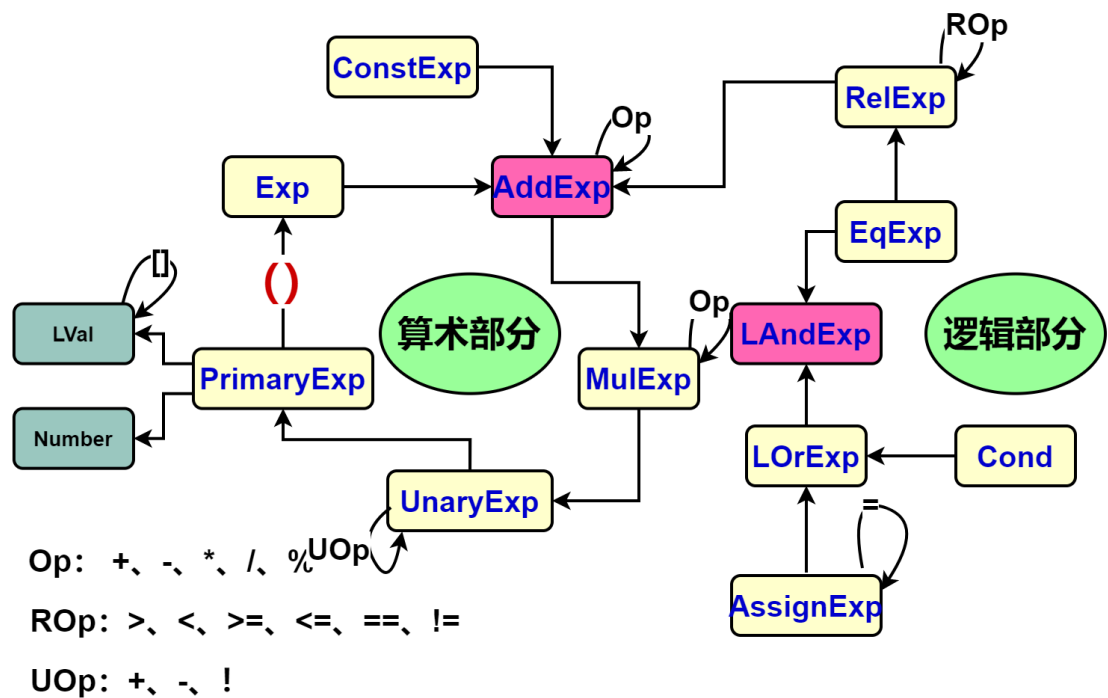 ROp
ConstExp
RelExp
Op
Exp
AddExp
EqExp
[]
()
Op
LVal
算术部分
LAndExp
逻辑部分
PrimaryExp
MulExp
Number
LOrExp
Cond
UnaryExp
=
UOp
Op： +、-、*、/、%
AssignExp
ROp：>、<、>=、<=、==、!=
UOp：+、-、!